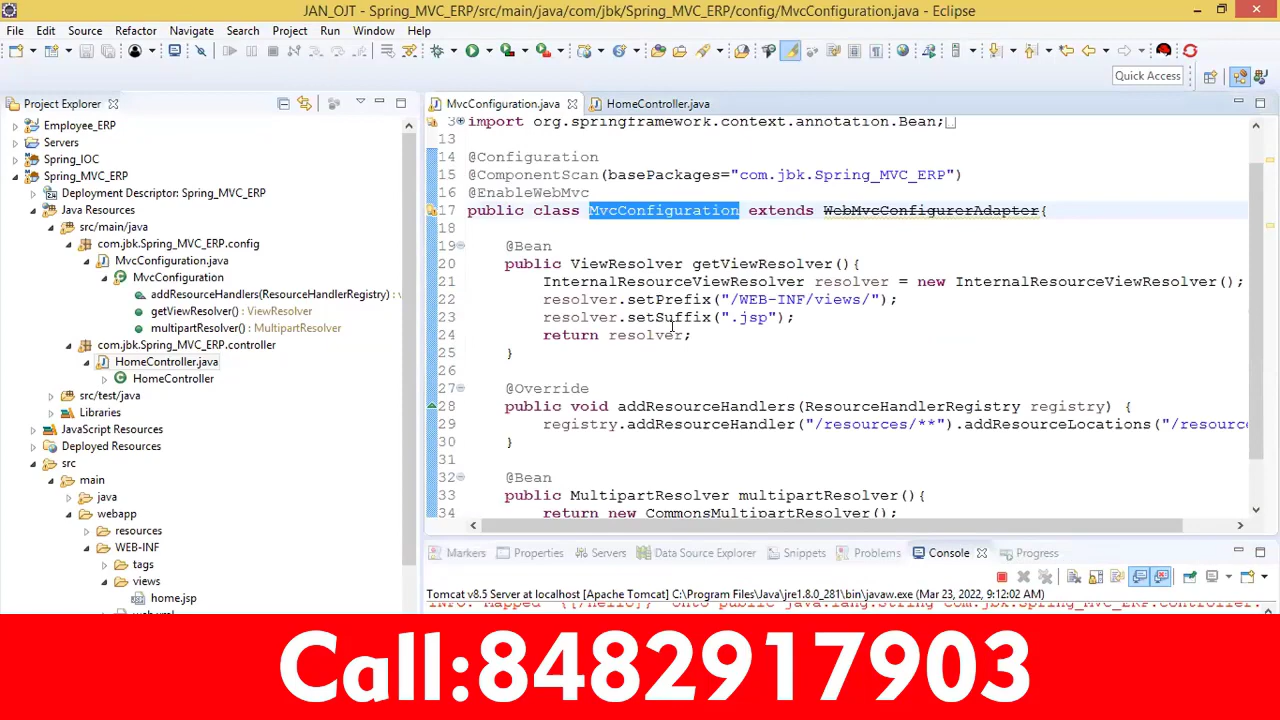 JAN_OJT - Spring_MVC_ERP/src/main/java/com/jbk/Spring_MVC_ERP/config/MvcConfiguration.java - Eclipse
File Edit Source Refactor Navigate Search Project Run Window Help
Quick Access
Project Explorer
Employee_ERP
Servers
Spring_IOC
Spring_MVC_ERP
Deployment Descriptor: Spring_MVC_ERP
Java Resources
src/main/java
com.jbk.Spring_MVC_ERP.config
MvcConfiguration.java
MvcConfiguration
addResourceHandlers(ResourceHandlerRegistry) : v
getViewResolver() : ViewResolver
multipartResolver() : MultipartResolver
com.jbk.Spring_MVC_ERP.controller
HomeController.java
HomeController
src/test/java
Libraries
JavaScript Resources
Deployed Resources
src
main
java
webapp
resources
WEB-INF
tags
views
home.jsp
MvcConfiguration.java HomeController.java
3 import org.springframework.context.annotation.Bean;
13
14 @Configuration
15 @ComponentScan(basePackages="com.jbk.Spring_MVC_ERP")
16 @EnableWebMvc
17 public class MvcConfiguration extends WebMvcConfigurerAdapter{
18
19 @Bean
20 public ViewResolver getViewResolver(){
21 InternalResourceViewResolver resolver = new InternalResourceViewResolver();
22 resolver.setPrefix("/WEB-INF/views/");
23 resolver.setSuffix(".jsp");
24 return resolver;
25 }
26
27 @Override
28 public void addResourceHandlers(ResourceHandlerRegistry registry) {
29 registry.addResourceHandler("/resources/**").addResourceLocations("/resource
30 }
31
32 @Bean
33 public MultipartResolver multipartResolver(){
34 return new CommonsMultipartResolver();
Markers Properties Servers Data Source Explorer Snippets Problems Console Progress
Tomcat v8.5 Server at localhost [Apache Tomcat] C:\Program Files\Java\jre1.8.0_281\bin\javaw.exe (Mar 23, 2022, 9:12:02 AM)
Call:8482917903